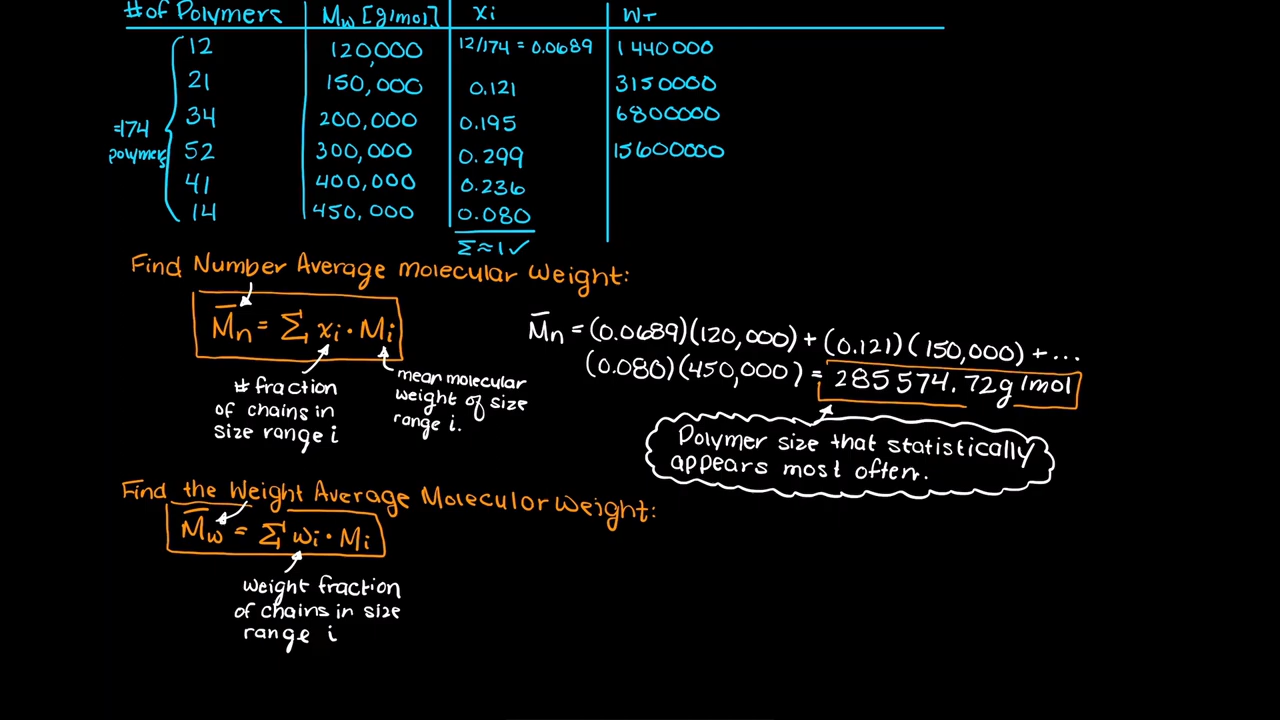 # of Polymers Mw [g/mol] xi WT
12 120,000 12/174 = 0.0689 1440000
21 150,000 0.121 3150000
34 200,000 0.195 6800000
=174 polymers
52 300,000 0.299 15600000
41 400,000 0.236
14 450,000 0.080
Σ ≈ 1 ✓
Find Number Average molecular Weight:
M̅n = Σ xi · Mi
# fraction
of chains in
size range i
mean molecular
weight of size
range i.
M̅n = (0.0689)(120,000) + (0.121)(150,000) + ...
(0.080)(450,000) = 285 574.72g/mol
Polymer size that statistically
appears most often.
Find the Weight Average Molecular Weight:
M̅w = Σ wi · Mi
Weight fraction
of chains in size
range i